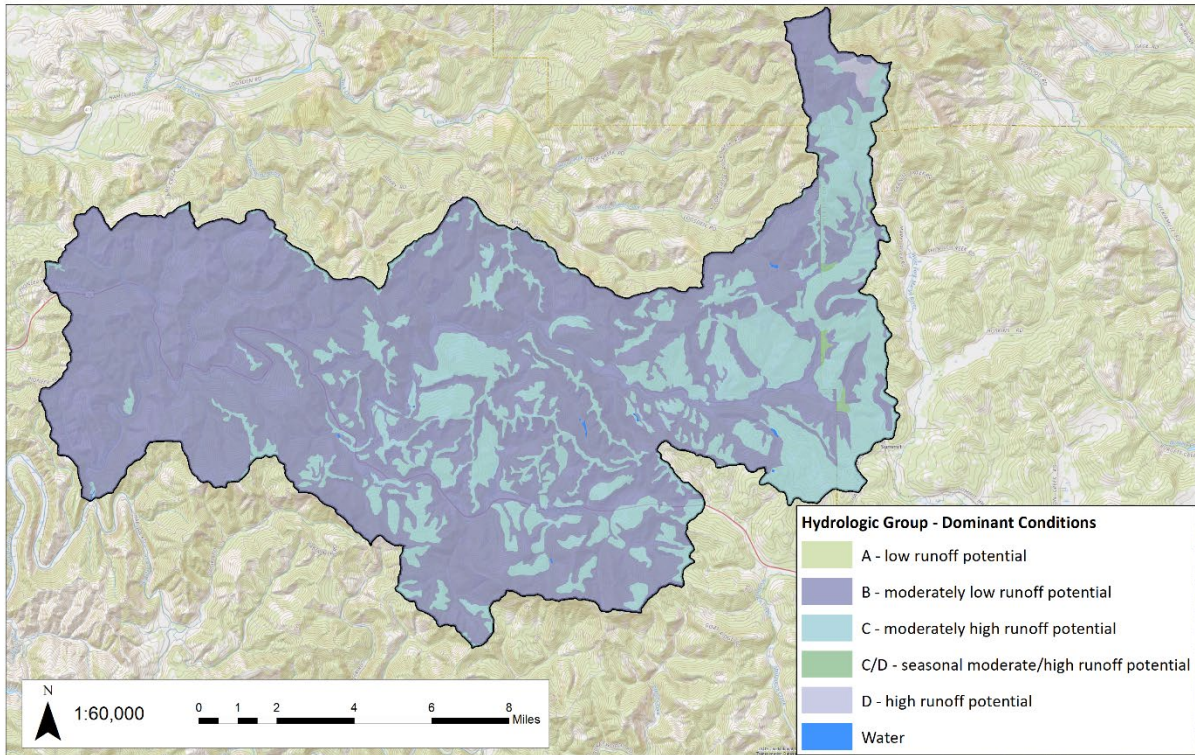 Summit
Hydrologic Group - Dominant Conditions
A - low runoff potential
B - moderately low runoff potential
C - moderately high runoff potential
C/D - seasonal moderate/high runoff potential
D - high runoff potential
Water
N
1:60,000
0 1 2 4 6 8
Miles